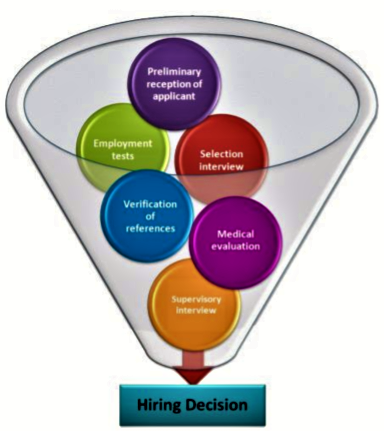 Preliminary
reception of
applicant
Employment
tests
Selection
interview
Verification
of
references
Medical
evaluation
Supervisory
interview
Hiring Decision